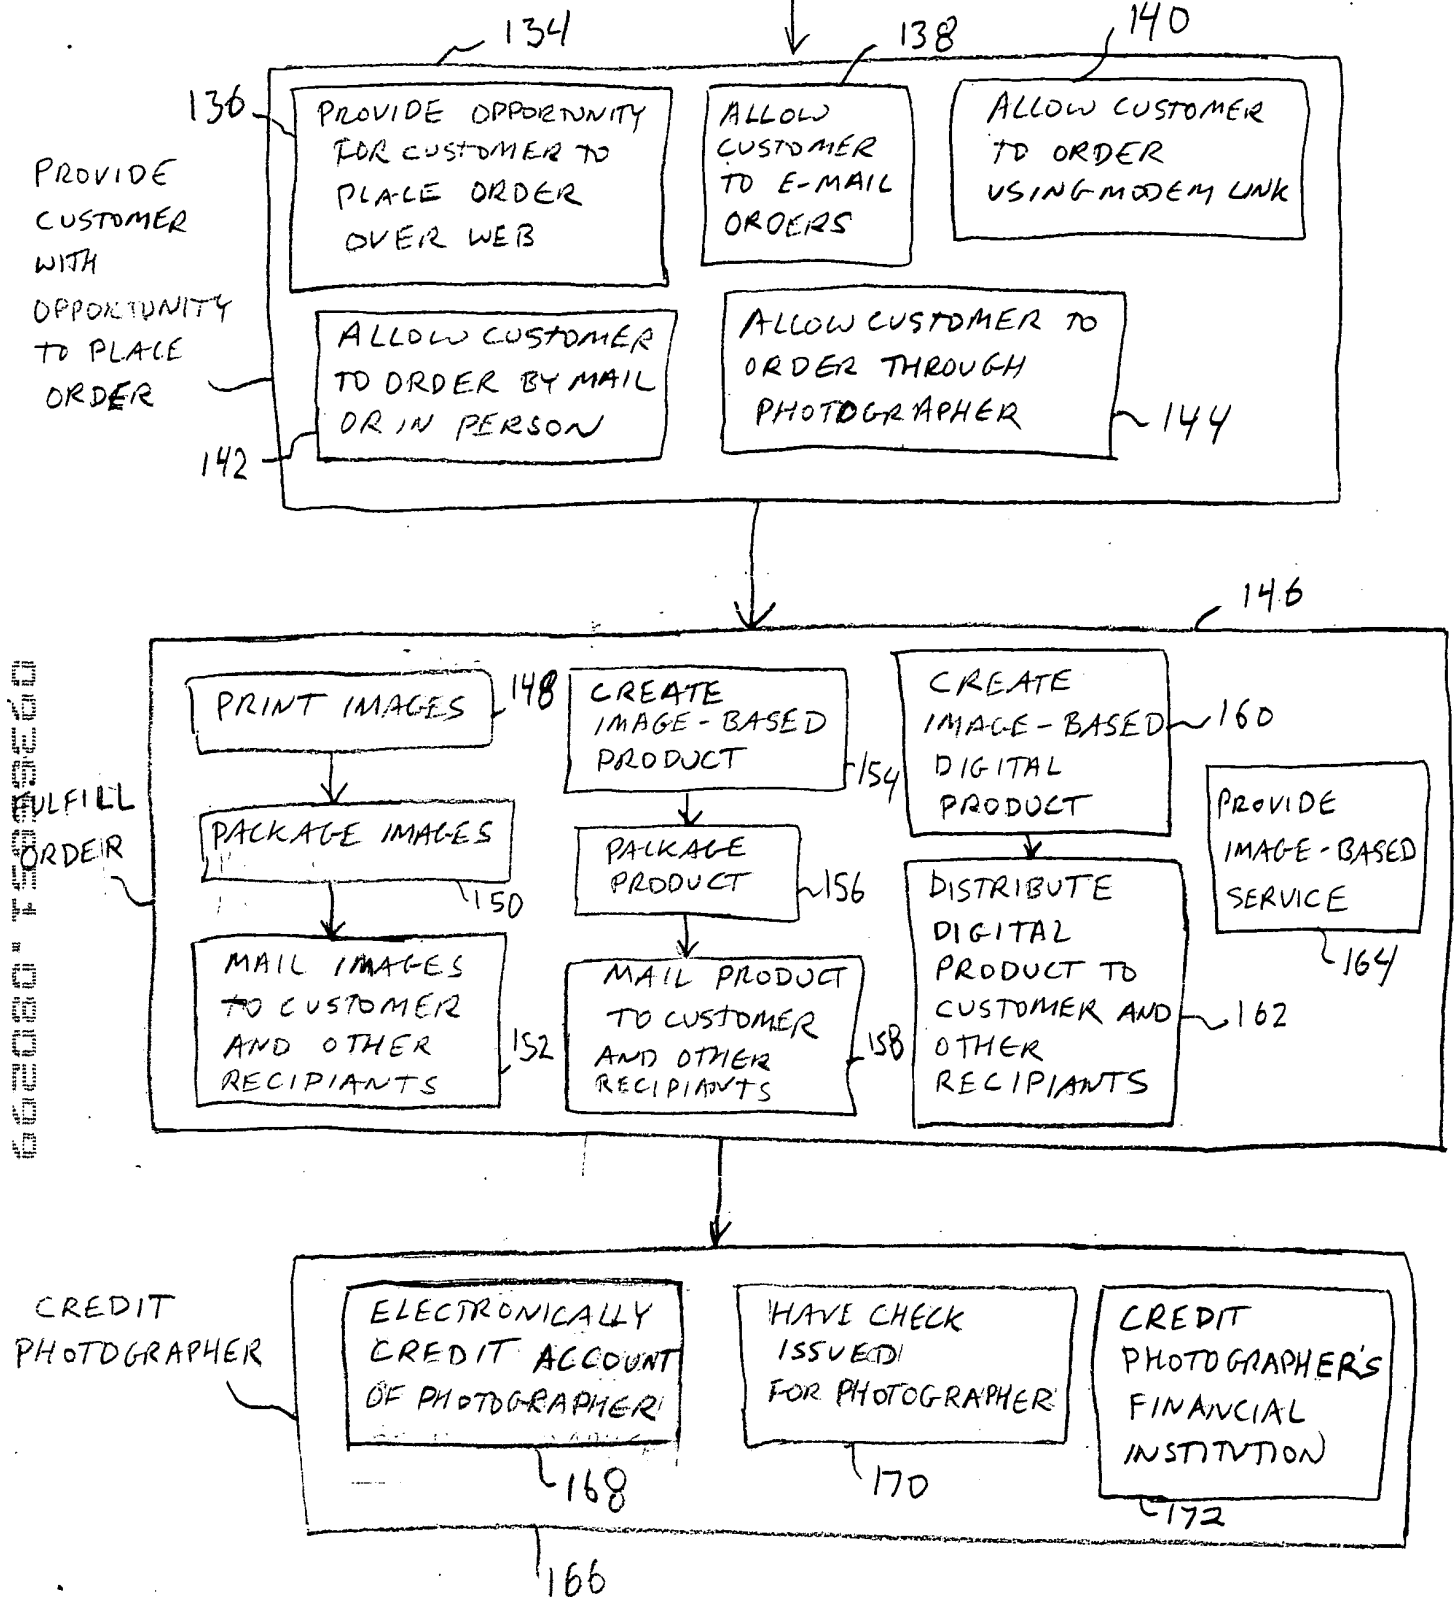 134
138
140
136
PROVIDE OPPORTUNITY
FOR CUSTOMER TO
PLACE ORDER
OVER WEB
ALLOW
CUSTOMER
TO E-MAIL
ORDERS
ALLOW CUSTOMER
TO ORDER
USING MODEM LINK
PROVIDE
CUSTOMER
WITH
OPPORTUNITY
TO PLACE
ORDER
ALLOW CUSTOMER
TO ORDER BY MAIL
OR IN PERSON
142
ALLOW CUSTOMER TO
ORDER THROUGH
PHOTOGRAPHER
144
146
FULFILL
ORDER
PRINT IMAGES
148
PACKAGE IMAGES
150
MAIL IMAGES
TO CUSTOMER
AND OTHER
RECIPIANTS
152
CREATE
IMAGE-BASED
PRODUCT
154
PACKAGE
PRODUCT
156
MAIL PRODUCT
TO CUSTOMER
AND OTHER
RECIPIANTS
158
CREATE
IMAGE-BASED
DIGITAL
PRODUCT
160
DISTRIBUTE
DIGITAL
PRODUCT TO
CUSTOMER AND
OTHER
RECIPIANTS
162
PROVIDE
IMAGE-BASED
SERVICE
164
CREDIT
PHOTOGRAPHER
ELECTRONICALLY
CREDIT ACCOUNT
OF PHOTOGRAPHER
168
HAVE CHECK
ISSUED
FOR PHOTOGRAPHER
170
CREDIT
PHOTOGRAPHER'S
FINANCIAL
INSTITUTION
172
166